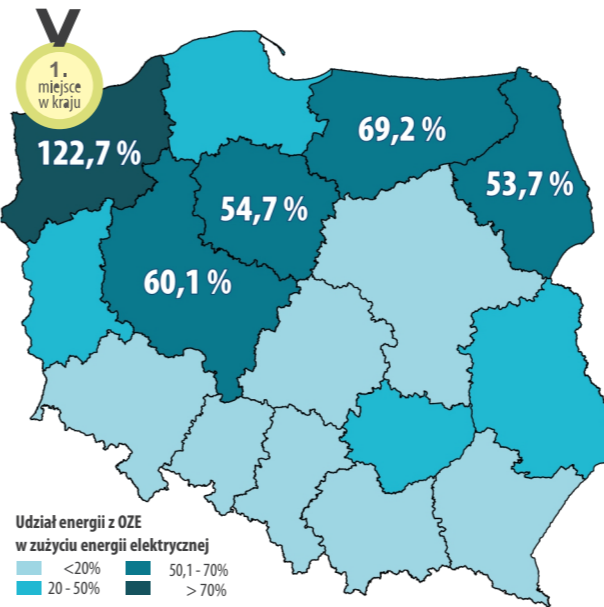 1.
miejsce
w kraju
122,7 %
69,2 %
53,7 %
54,7 %
60,1 %
Udział energii z OZE
w zużyciu energii elektrycznej
<20% 50,1 - 70%
20 - 50% > 70%